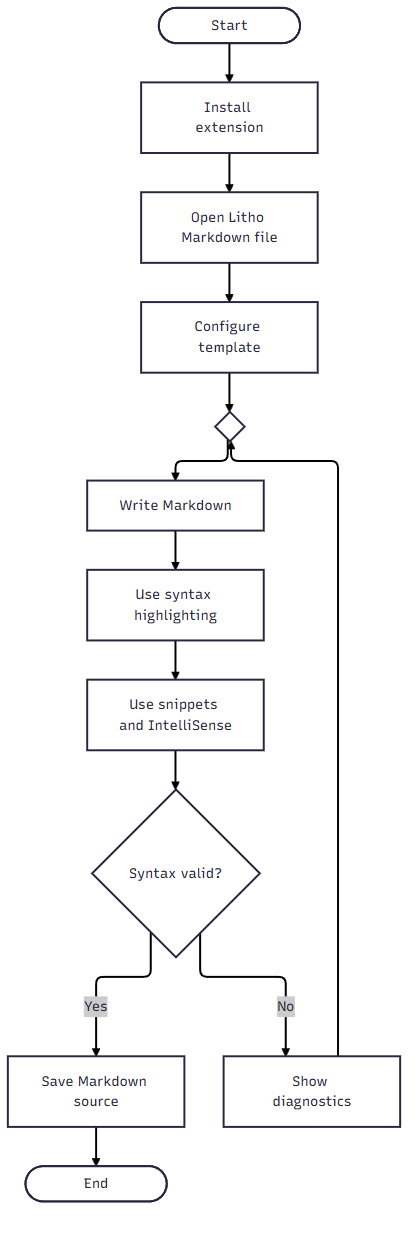 Start
Install
extension
Open Litho
Markdown file
Configure
template
Write Markdown
Use syntax
highlighting
Use snippets
and IntelliSense
Syntax valid?
Yes
No
Save Markdown
source
Show
diagnostics
End